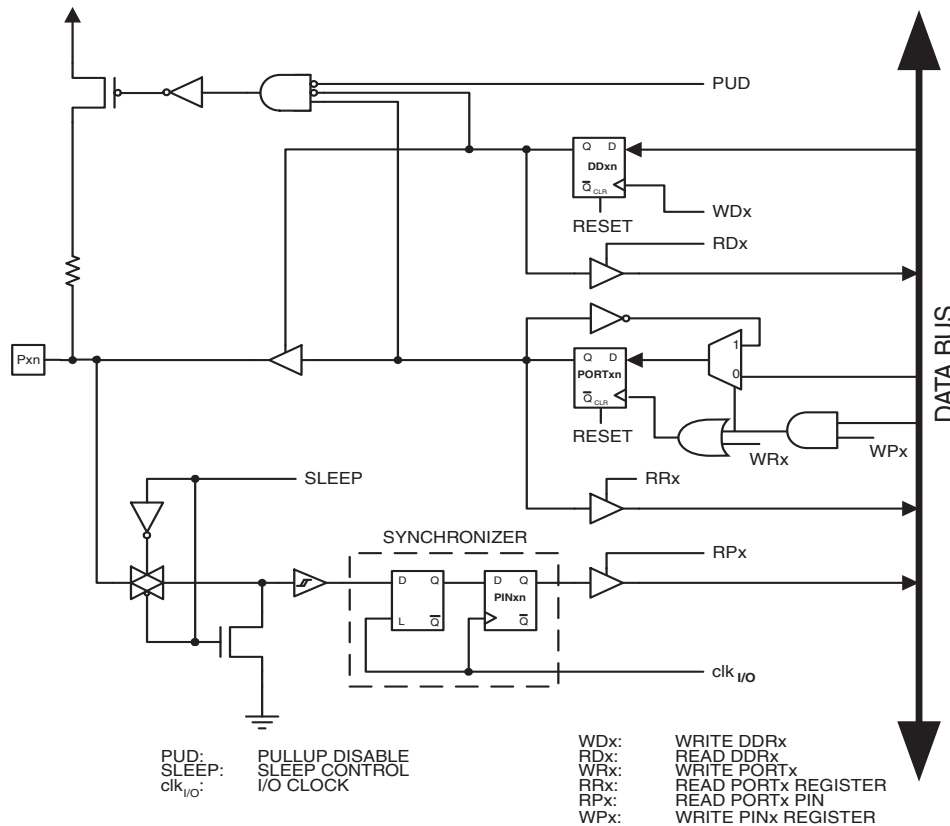 PUD
Q D
DDxn
Q CLR
WDx
RESET
RDx
Pxn
1
Q D
PORTxn
0
Q CLR
RESET
WRx
WPx
DATA BUS
SLEEP
RRx
SYNCHRONIZER
RPx
D Q
D Q
PINxn
L Q
Q
clk I/O
PUD: PULLUP DISABLE
SLEEP: SLEEP CONTROL
clk I/O: I/O CLOCK
WDx: WRITE DDRx
RDx: READ DDRx
WRx: WRITE PORTx
RRx: READ PORTx REGISTER
RPx: READ PORTx PIN
WPx: WRITE PINx REGISTER